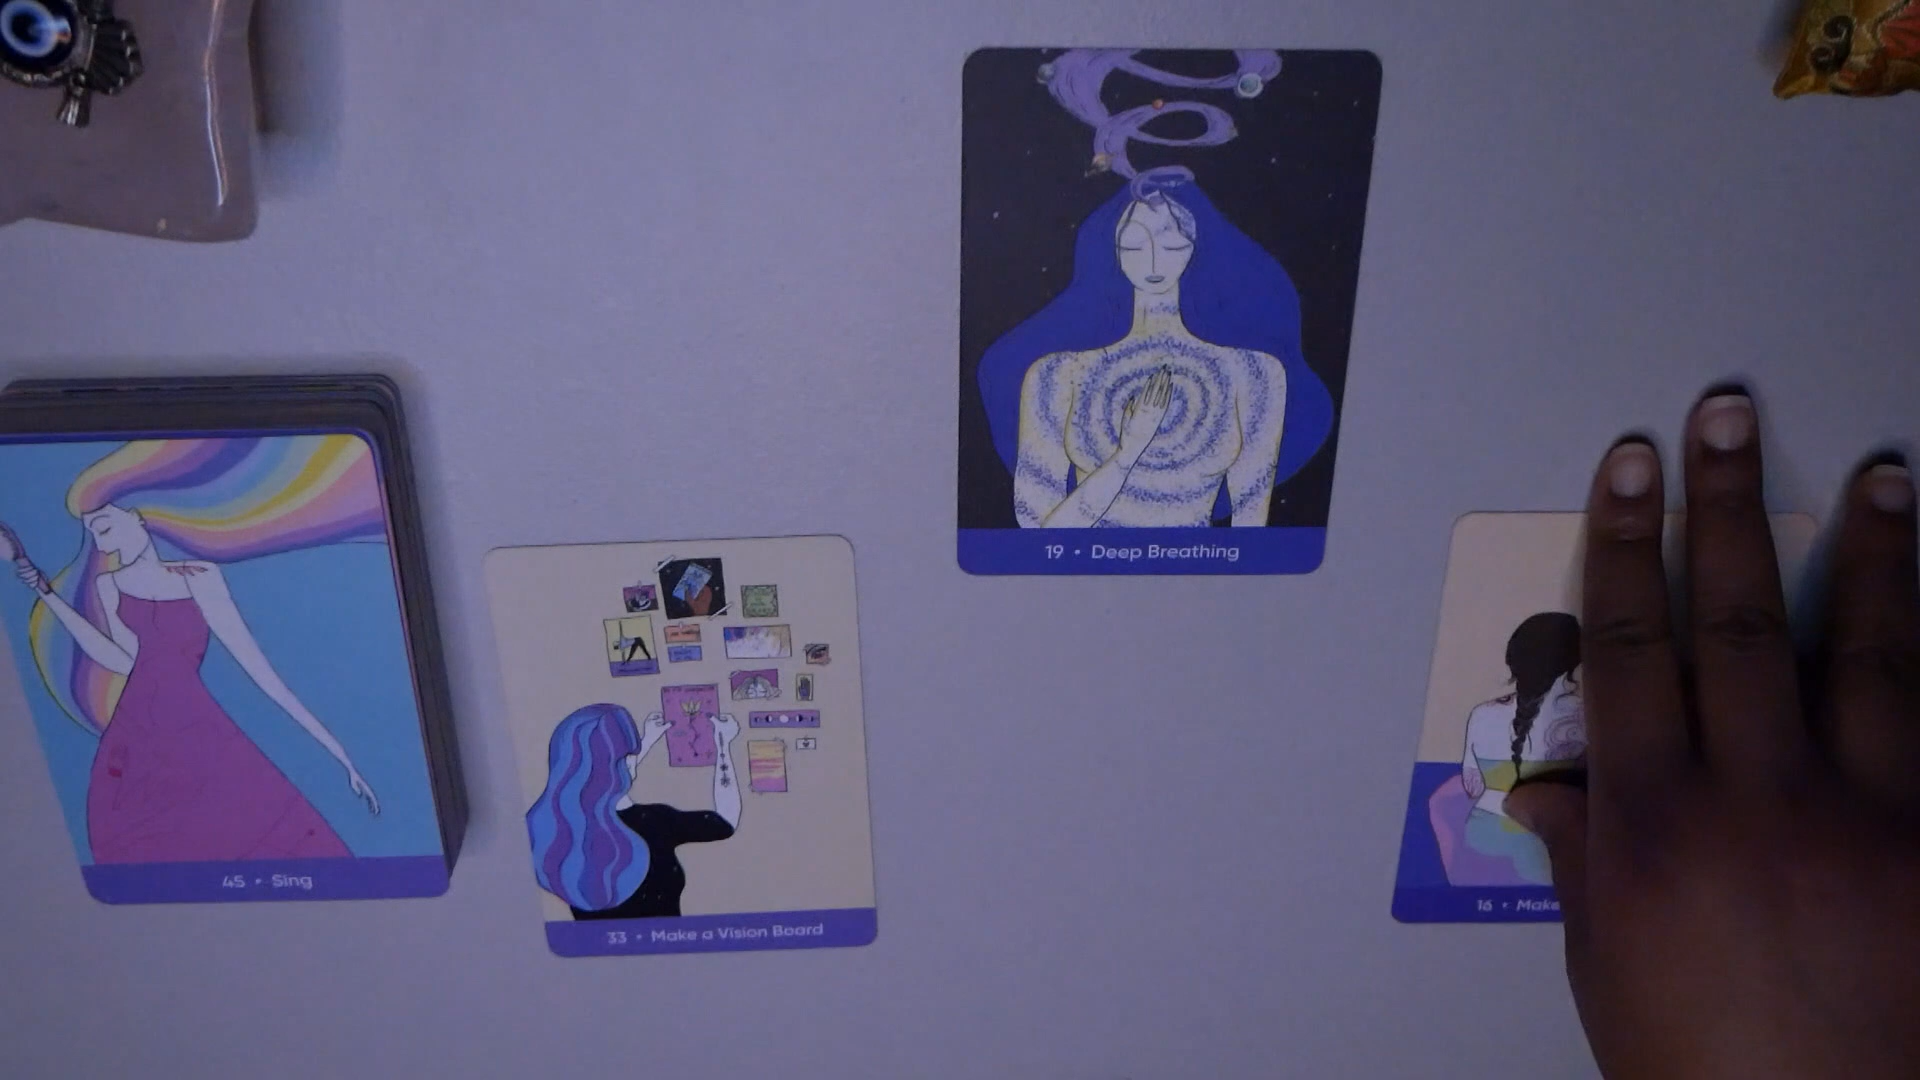 19 • Deep Breathing
45 • Sing
33 • Make a Vision Board
16 • Make